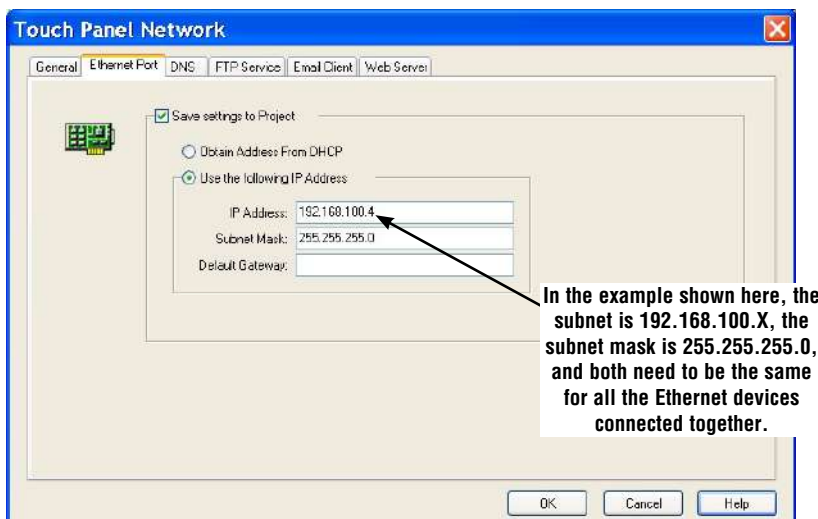 Touch Panel Network
General Ethernet Port DNS FTP Service Email Client Web Server
Save settings to Project
Obtain Address From DHCP
Use the following IP Address
IP Address: 192.168.100.4
Subnet Mask: 255.255.255.0
Default Gateway:
In the example shown here, the
subnet is 192.168.100.X, the
subnet mask is 255.255.255.0,
and both need to be the same
for all the Ethernet devices
connected together.
OK Cancel Help